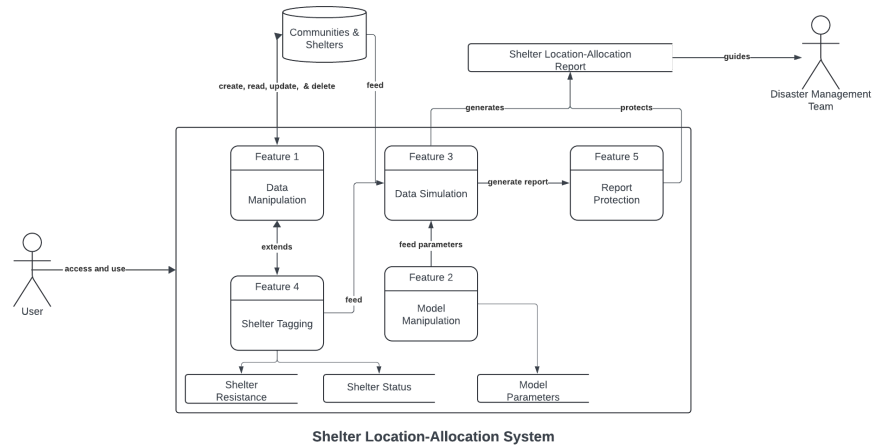 Communities &
Shelters
Shelter Location-Allocation
Report
guides
Disaster Management
Team
create, read, update, & delete
feed
generates
protects
Feature 1
Data
Manipulation
Feature 3
Data Simulation
generate report
Feature 5
Report
Protection
extends
feed parameters
access and use
User
Feature 4
Shelter Tagging
feed
Feature 2
Model
Manipulation
Shelter
Resistance
Shelter Status
Model
Parameters
Shelter Location-Allocation System